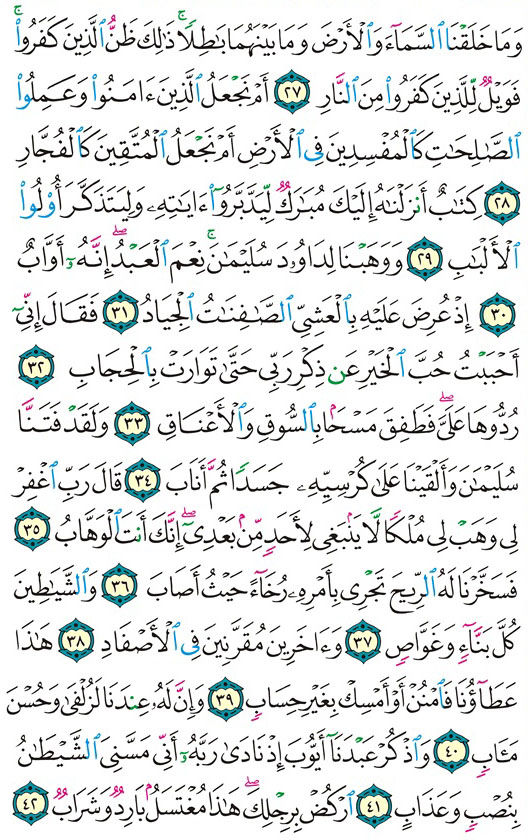 وَمَا خَلَقْنَا ٱلسَّمَآءَ وَٱلْأَرْضَ وَمَا بَيْنَهُمَا بَٰطِلًا ۚ ذَٰلِكَ ظَنُّ ٱلَّذِينَ كَفَرُوا۟ ۚ
فَوَيْلٌ لِّلَّذِينَ كَفَرُوا۟ مِنَ ٱلنَّارِ ٢٧ أَمْ نَجْعَلُ ٱلَّذِينَ ءَامَنُوا۟ وَعَمِلُوا۟
ٱلصَّٰلِحَٰتِ كَٱلْمُفْسِدِينَ فِى ٱلْأَرْضِ أَمْ نَجْعَلُ ٱلْمُتَّقِينَ كَٱلْفُجَّارِ
٢٨ كِتَٰبٌ أَنزَلْنَٰهُ إِلَيْكَ مُبَٰرَكٌ لِّيَدَّبَّرُوٓا۟ ءَايَٰتِهِۦ وَلِيَتَذَكَّرَ أُو۟لُوا۟
ٱلْأَلْبَٰبِ ٢٩ وَوَهَبْنَا لِدَاوُۥدَ سُلَيْمَٰنَ ۚ نِعْمَ ٱلْعَبْدُ ۖ إِنَّهُۥٓ أَوَّابٌ
٣٠ إِذْ عُرِضَ عَلَيْهِ بِٱلْعَشِىِّ ٱلصَّٰفِنَٰتُ ٱلْجِيَادُ ٣١ فَقَالَ إِنِّىٓ
أَحْبَبْتُ حُبَّ ٱلْخَيْرِ عَن ذِكْرِ رَبِّى حَتَّىٰ تَوَارَتْ بِٱلْحِجَابِ ٣٢
رُدُّوهَا عَلَىَّ ۖ فَطَفِقَ مَسْحًۢا بِٱلسُّوقِ وَٱلْأَعْنَاقِ ٣٣ وَلَقَدْ فَتَنَّا
سُلَيْمَٰنَ وَأَلْقَيْنَا عَلَىٰ كُرْسِيِّهِۦ جَسَدًا ثُمَّ أَنَابَ ٣٤ قَالَ رَبِّ ٱغْفِرْ
لِى وَهَبْ لِى مُلْكًا لَّا يَنۢبَغِى لِأَحَدٍ مِّنۢ بَعْدِىٓ ۖ إِنَّكَ أَنتَ ٱلْوَهَّابُ ٣٥
فَسَخَّرْنَا لَهُ ٱلرِّيحَ تَجْرِى بِأَمْرِهِۦ رُخَآءً حَيْثُ أَصَابَ ٣٦ وَٱلشَّيَٰطِينَ
كُلَّ بَنَّآءٍ وَغَوَّاصٍ ٣٧ وَءَاخَرِينَ مُقَرَّنِينَ فِى ٱلْأَصْفَادِ ٣٨ هَٰذَا
عَطَآؤُنَا فَٱمْنُنْ أَوْ أَمْسِكْ بِغَيْرِ حِسَابٍ ٣٩ وَإِنَّ لَهُۥ عِندَنَا لَزُلْفَىٰ وَحُسْنَ
مَـَٔابٍ ٤٠ وَٱذْكُرْ عَبْدَنَآ أَيُّوبَ إِذْ نَادَىٰ رَبَّهُۥٓ أَنِّى مَسَّنِىَ ٱلشَّيْطَٰنُ
بِنُصْبٍ وَعَذَابٍ ٤١ ٱرْكُضْ بِرِجْلِكَ ۖ هَٰذَا مُغْتَسَلٌۢ بَارِدٌ وَشَرَابٌ ٤٢